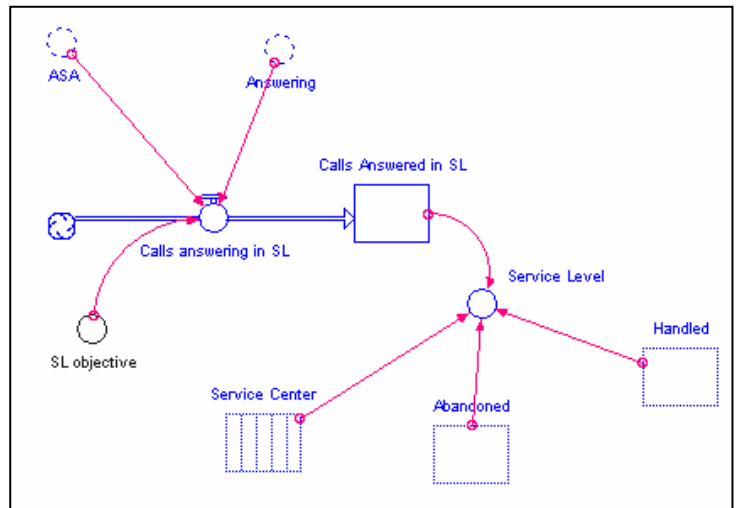 ASA
Answering
Calls Answered in SL
Calls answering in SL
Service Level
SL objective
Handled
Service Center
Abandoned